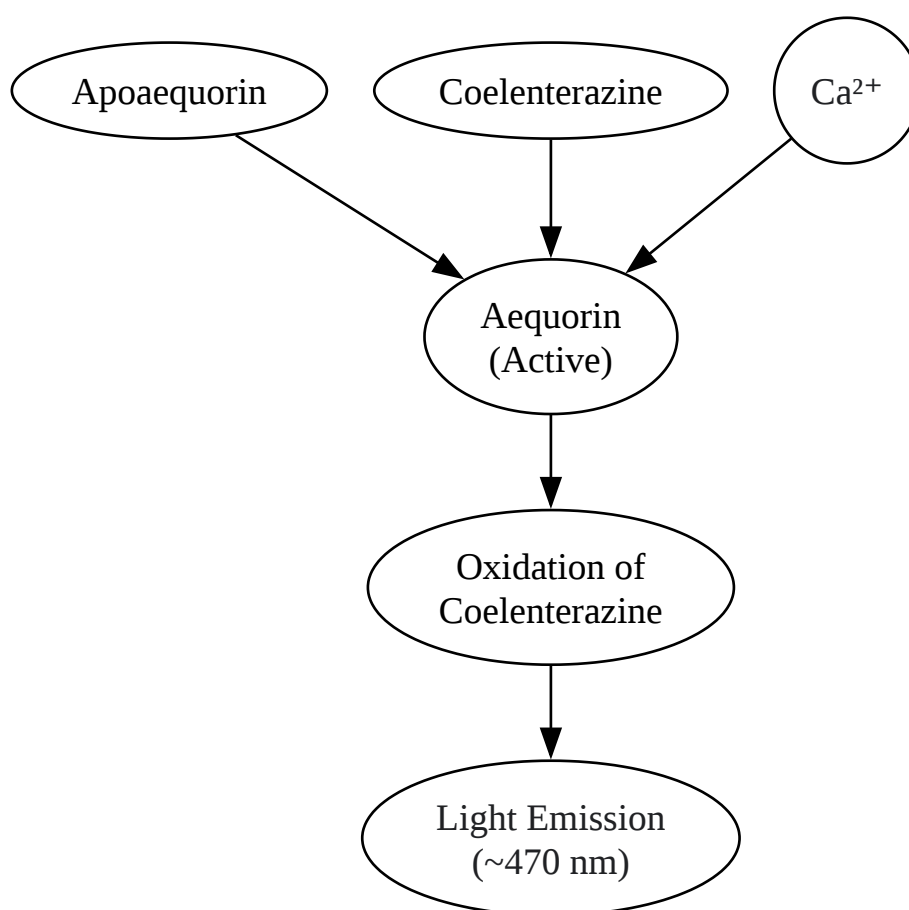 Apoaequorin
Coelenterazine
Ca²⁺
Aequorin
(Active)
Oxidation of
Coelenterazine
Light Emission
(~470 nm)